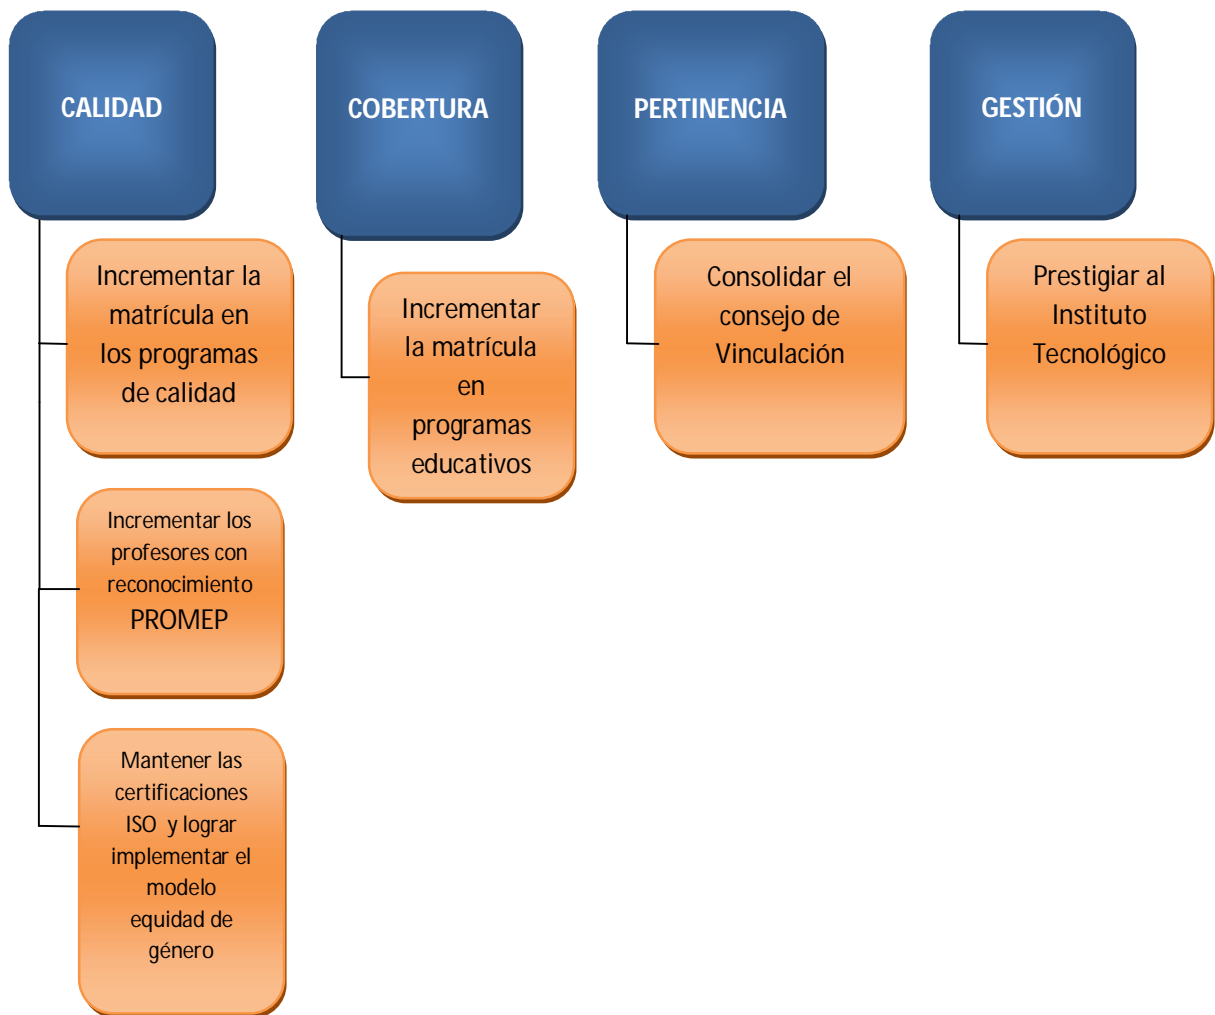 CALIDAD
COBERTURA
PERTINENCIA
GESTIÓN
Incrementar la
matrícula en
los programas
de calidad
Incrementar los
profesores con
reconocimiento
PROMEP
Mantener las
certificaciones
ISO y lograr
implementar el
modelo
equidad de
género
Incrementar
la matrícula
en
programas
educativos
Consolidar el
consejo de
Vinculación
Prestigiar al
Instituto
Tecnológico